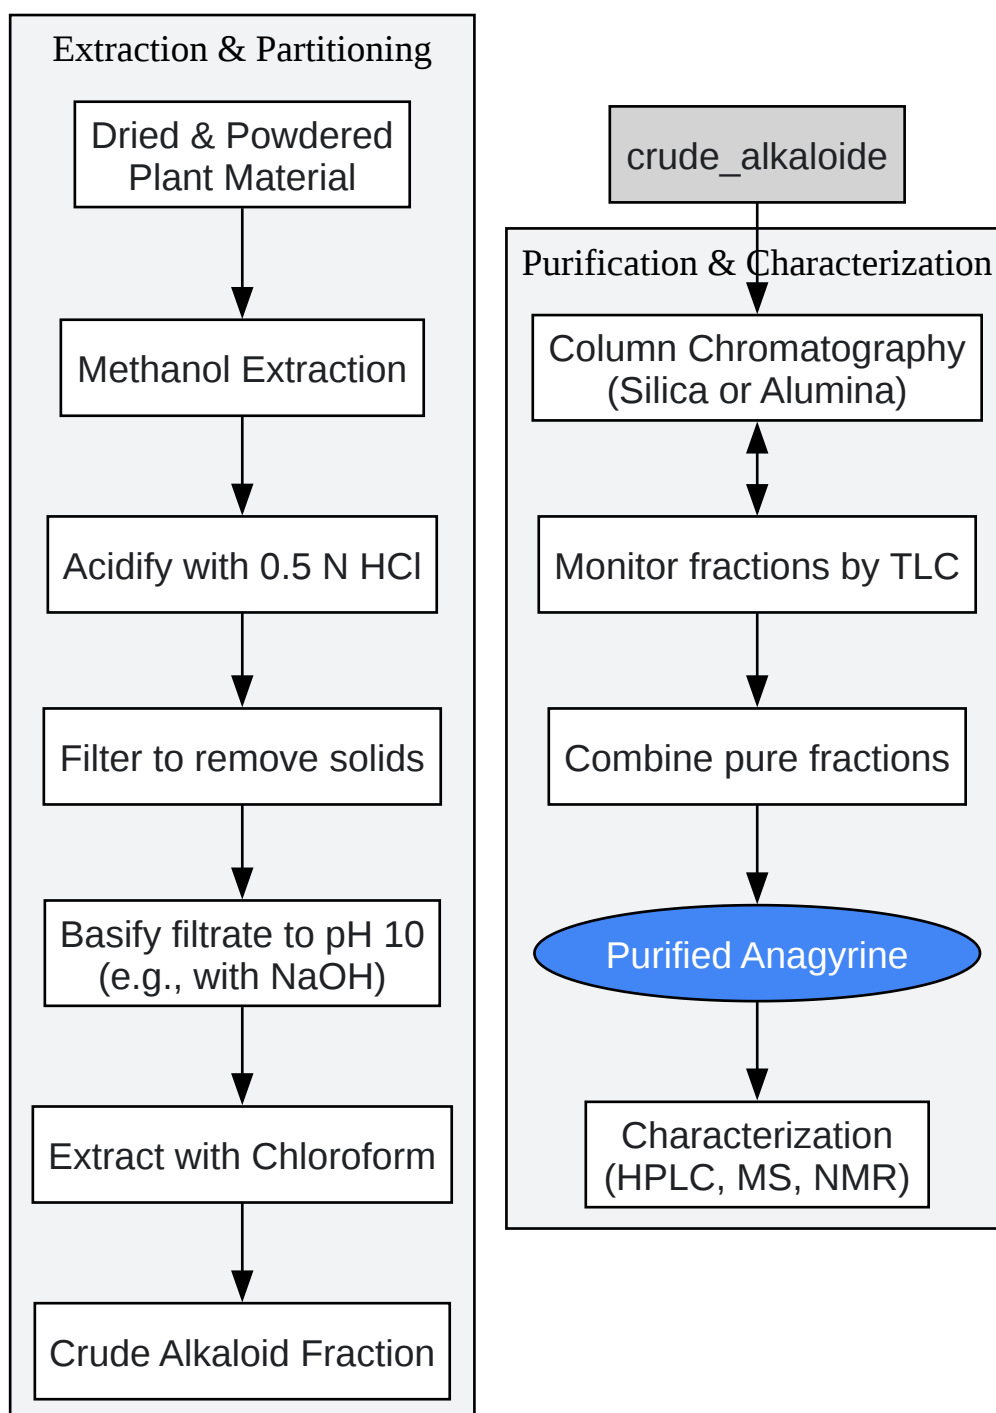 Extraction & Partitioning
Dried & Powdered
Plant Material
Methanol Extraction
Acidify with 0.5 N HCl
Filter to remove solids
Basify filtrate to pH 10
(e.g., with NaOH)
Extract with Chloroform
Crude Alkaloid Fraction
crude_alkaloide
Purification & Characterization
Column Chromatography
(Silica or Alumina)
Monitor fractions by TLC
Combine pure fractions
Purified Anagyrine
Characterization
(HPLC, MS, NMR)